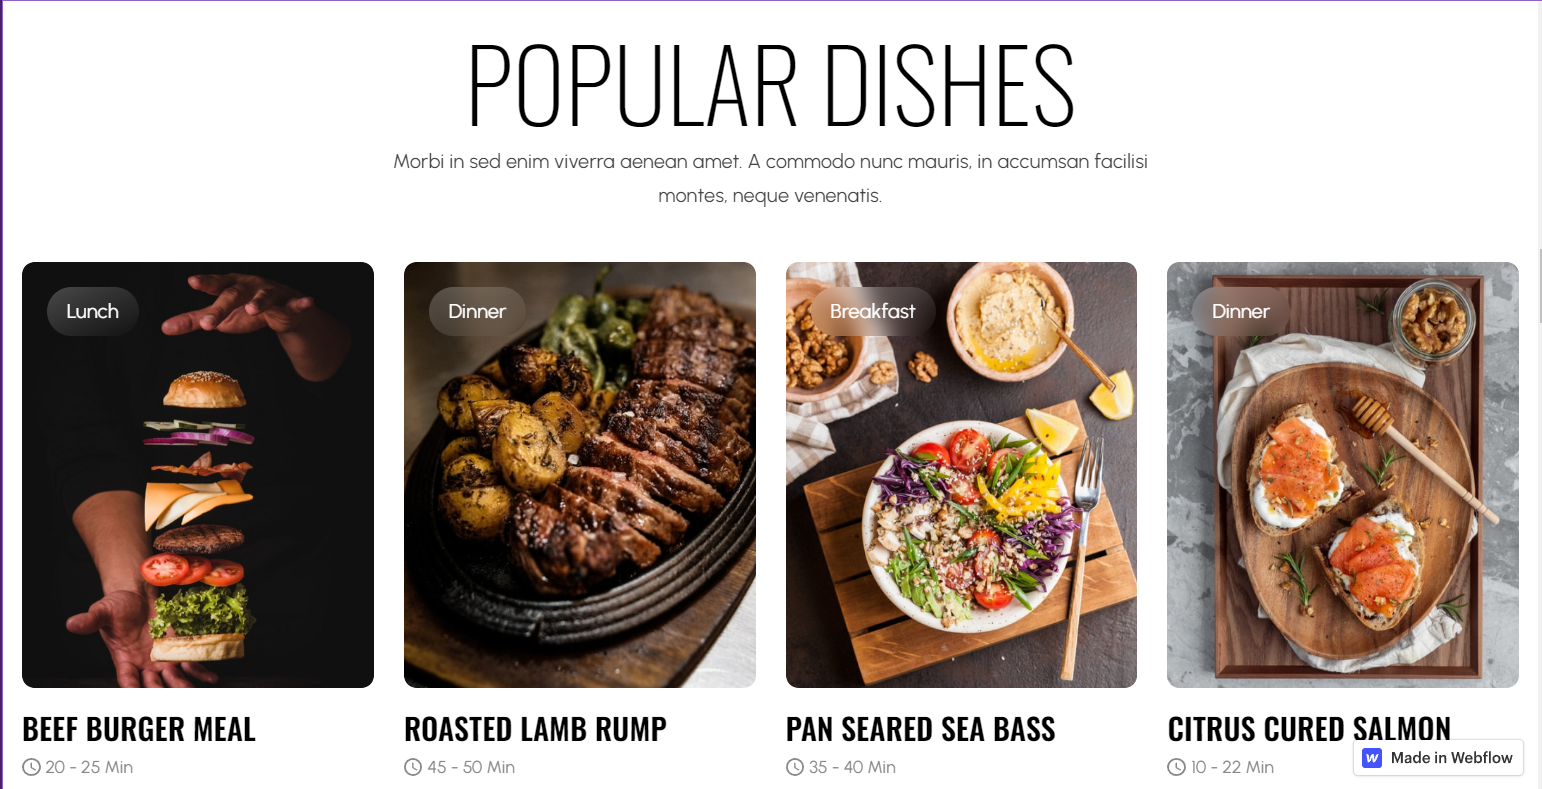 POPULAR DISHES
Morbi in sed enim viverra aenean amet. A commodo nunc mauris, in accumsan facilisi
montes, neque venenatis.
Lunch
Dinner
Breakfast
Dinner
BEEF BURGER MEAL
ROASTED LAMB RUMP
PAN SEARED SEA BASS
CITRUS CURED SALMON
20 - 25 Min
45 - 50 Min
35 - 40 Min
10 - 22 Min
Made in Webflow